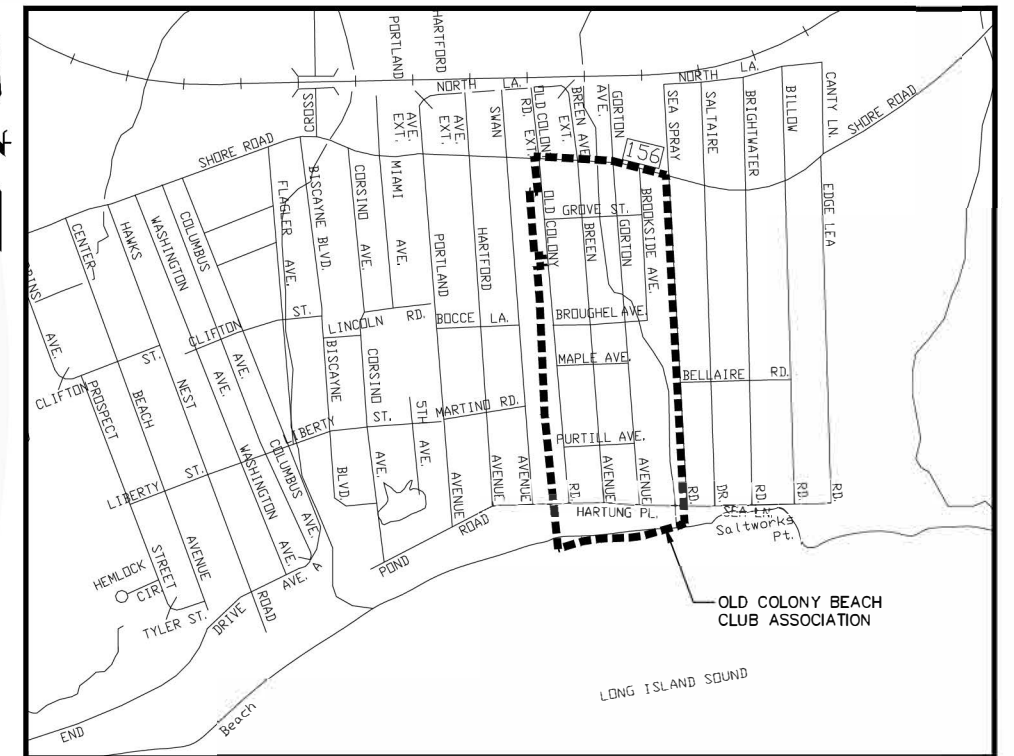 PORTLAND
HARTFORD
NORTH LA.
NORTH LA.
CROSS
AVE. EXT.
AVE. EXT.
SWAN
OLD COLONY RD. EXT.
BREEN AVE. EXT.
GORTON AVE.
SEA SPRAY
SALTAIRE
BRIGHTWATER
BILLOW
CANTY LN.
SHORE ROAD
SHORE ROAD
156
MIAMI AVE.
CORSINO AVE.
BISCAYNE BLVD.
FLAGLER AVE.
COLUMBUS
WASHINGTON
HAWKS
CENTER
AVE.
PORTLAND
HARTFORD
OLD COLONY
GROVE ST.
BREEN
GORTON
BROOKSIDE AVE.
EDGE LEA
CLIFTON ST.
LINCOLN RD.
BOCCE LA.
BROUGHEL AVE.
MAPLE AVE.
BELLAIRE RD.
CLIFTON ST.
PROSPECT
BEACH
NEST
AVE.
AVE.
BISCAYNE
CORSINO
ST.
5TH AVE.
MARTINO RD.
LIBERTY
PURTILL AVE.
LIBERTY ST.
WASHINGTON
COLUMBUS AVE.
BLVD.
AVE.
AVENUE
AVENUE
AVENUE
RD.
AVENUE
AVENUE
RD.
DR.
RD.
RD.
RD.
HARTUNG PL.
SEA LN.
Saltworks
Pt.
POND ROAD
HEMLOCK
CIR.
STREET
AVENUE
AVE.
AVE. A
TYLER ST.
DRIVE
ROAD
OLD COLONY BEACH
CLUB ASSOCIATION
LONG ISLAND SOUND
Beach
END